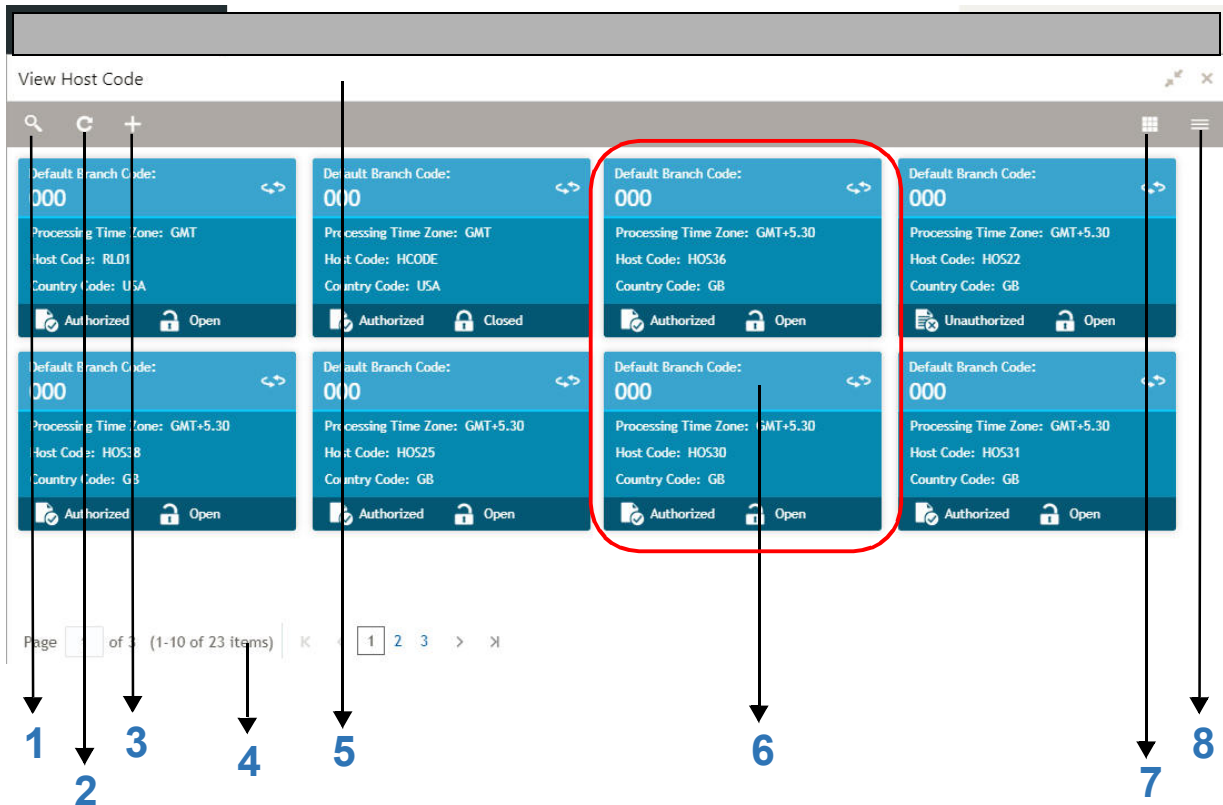 View Host Code
Default Branch Code: Default Branch Code: Default Branch Code: Default Branch Code:
000 000 000 000
Processing Time Zone: GMT Processing Time Zone: GMT Processing Time Zone: GMT+5.30 Processing Time Zone: GMT+5.30
Host Code: RL01 Host Code: HCODE Host Code: HOS36 Host Code: HOS22
Country Code: USA Country Code: USA Country Code: GB Country Code: GB
Authorized Open Authorized Closed Authorized Open Unauthorized Open
Default Branch Code: Default Branch Code: Default Branch Code: Default Branch Code:
000 000 000 000
Processing Time Zone: GMT+5.30 Processing Time Zone: GMT+5.30 Processing Time Zone: GMT+5.30 Processing Time Zone: GMT+5.30
Host Code: HOS38 Host Code: HOS25 Host Code: HOS30 Host Code: HOS31
Country Code: GB Country Code: GB Country Code: GB Country Code: GB
Authorized Open Authorized Open Authorized Open Authorized Open
Page 1 of 3 (1-10 of 23 items) 1 2 3
1 2 3 4 5 6 7 8